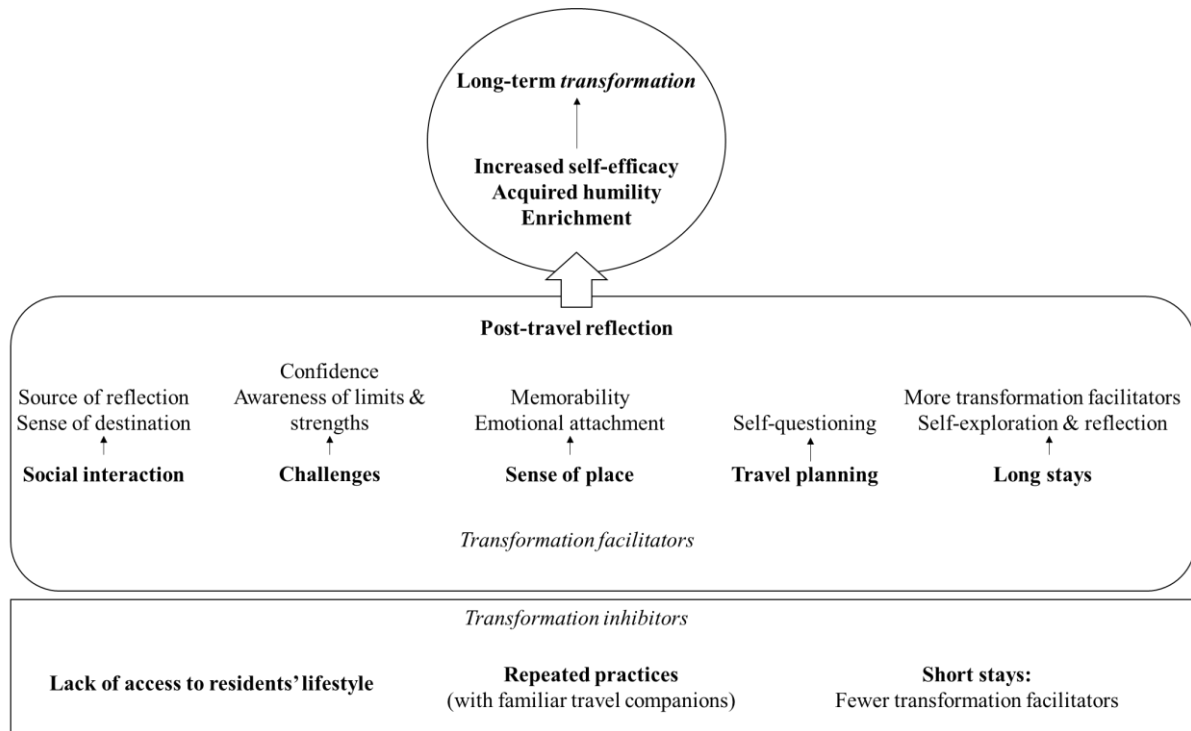 Long-term transformation
Increased self-efficacy
Acquired humility
Enrichment
Post-travel reflection
Source of reflection
Sense of destination
Social interaction
Confidence
Awareness of limits &
strengths
Challenges
Memorability
Emotional attachment
Sense of place
Self-questioning
Travel planning
More transformation facilitators
Self-exploration & reflection
Long stays
Transformation facilitators
Transformation inhibitors
Lack of access to residents’ lifestyle
Repeated practices
(with familiar travel companions)
Short stays:
Fewer transformation facilitators